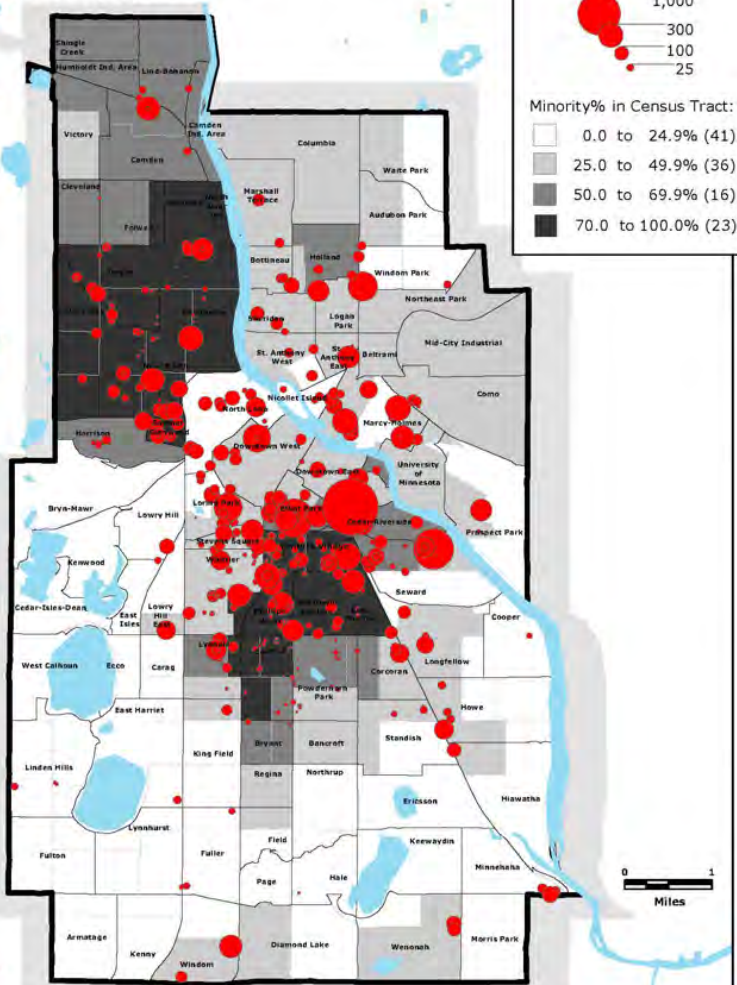 1,000
300
100
25
Minority% in Census Tract:
0.0 to 24.9% (41)
25.0 to 49.9% (36)
50.0 to 69.9% (16)
70.0 to 100.0% (23)
Shingle
Creek
Humboldt Ind. Area
Lind-Bohanon
Victory
Camden
Ind. Area
Columbia
Camden
Waite Park
Cleveland
Marshall
Terrace
Audubon Park
Folwell
Bottineau
Holland
Windom Park
Northeast Park
Sheridan
Logan
Park
Mid-City Industrial
St. Anthony
West
St.
Anthony
East
Beltrami
Como
Nicollet Island
North Loop
Marcy-Holmes
Harrison
Sumner
Glenwood
Downtown West
Downtown East
University
of
Minnesota
Bryn-Mawr
Lowry Hill
Loring Park
Elliot Park
Cedar-Riverside
Prospect Park
Stevens Square
Whittier
Kenwood
Seward
Cedar-Isles-Dean
East
Isles
Lowry
Hill
East
Cooper
West Calhoun
Ecco
Carag
Lyndale
Corcoran
Longfellow
Powderhorn
Park
East Harriet
Howe
Standish
King Field
Bryant
Bancroft
Linden Hills
Regina
Northrup
Ericsson
Hiawatha
Lynnhurst
Fulton
Fuller
Field
Keewaydin
Minnehaha
Page
Hale
0 1
Miles
Armatage
Kenny
Windom
Diamond Lake
Wenonah
Morris Park